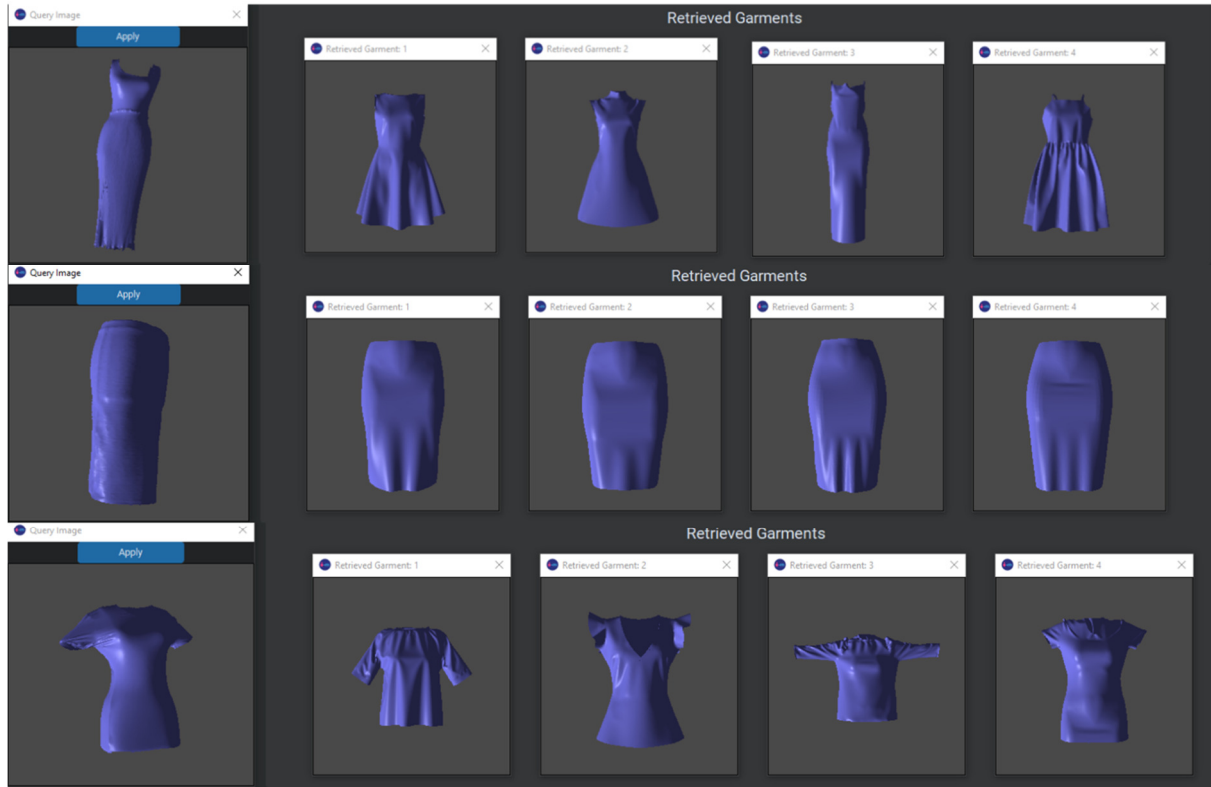 Query Image
Apply
Retrieved Garments
Retrieved Garment: 1
Retrieved Garment: 2
Retrieved Garment: 3
Retrieved Garment: 4
Query Image
Apply
Retrieved Garments
Retrieved Garment: 1
Retrieved Garment: 2
Retrieved Garment: 3
Retrieved Garment: 4
Query Image
Apply
Retrieved Garments
Retrieved Garment: 1
Retrieved Garment: 2
Retrieved Garment: 3
Retrieved Garment: 4